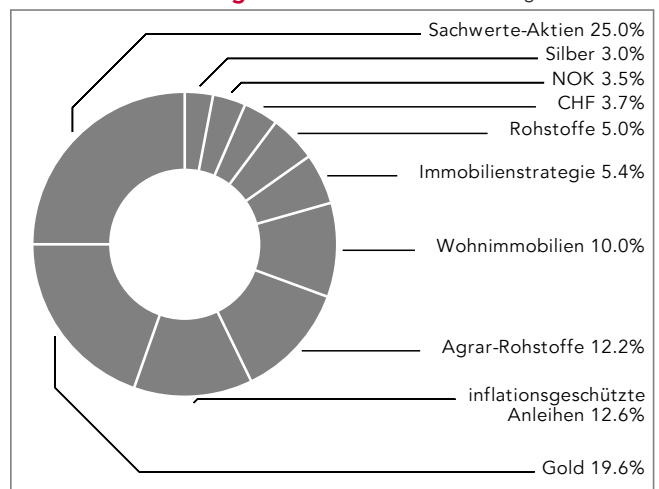 Sachwerte-Aktien 25.0%
Silber 3.0%
NOK 3.5%
CHF 3.7%
Rohstoffe 5.0%
Immobilienstrategie 5.4%
Wohnimmobilien 10.0%
Agrar-Rohstoffe 12.2%
inflationsgeschützte
Anleihen 12.6%
Gold 19.6%